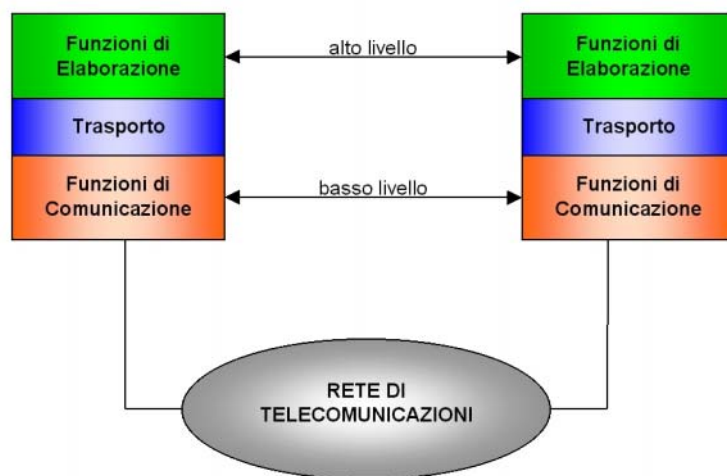 Funzioni di
Elaborazione
alto livello
Funzioni di
Elaborazione
Trasporto
Trasporto
Funzioni di
Comunicazione
basso livello
Funzioni di
Comunicazione
RETE DI
TELECOMUNICAZIONI